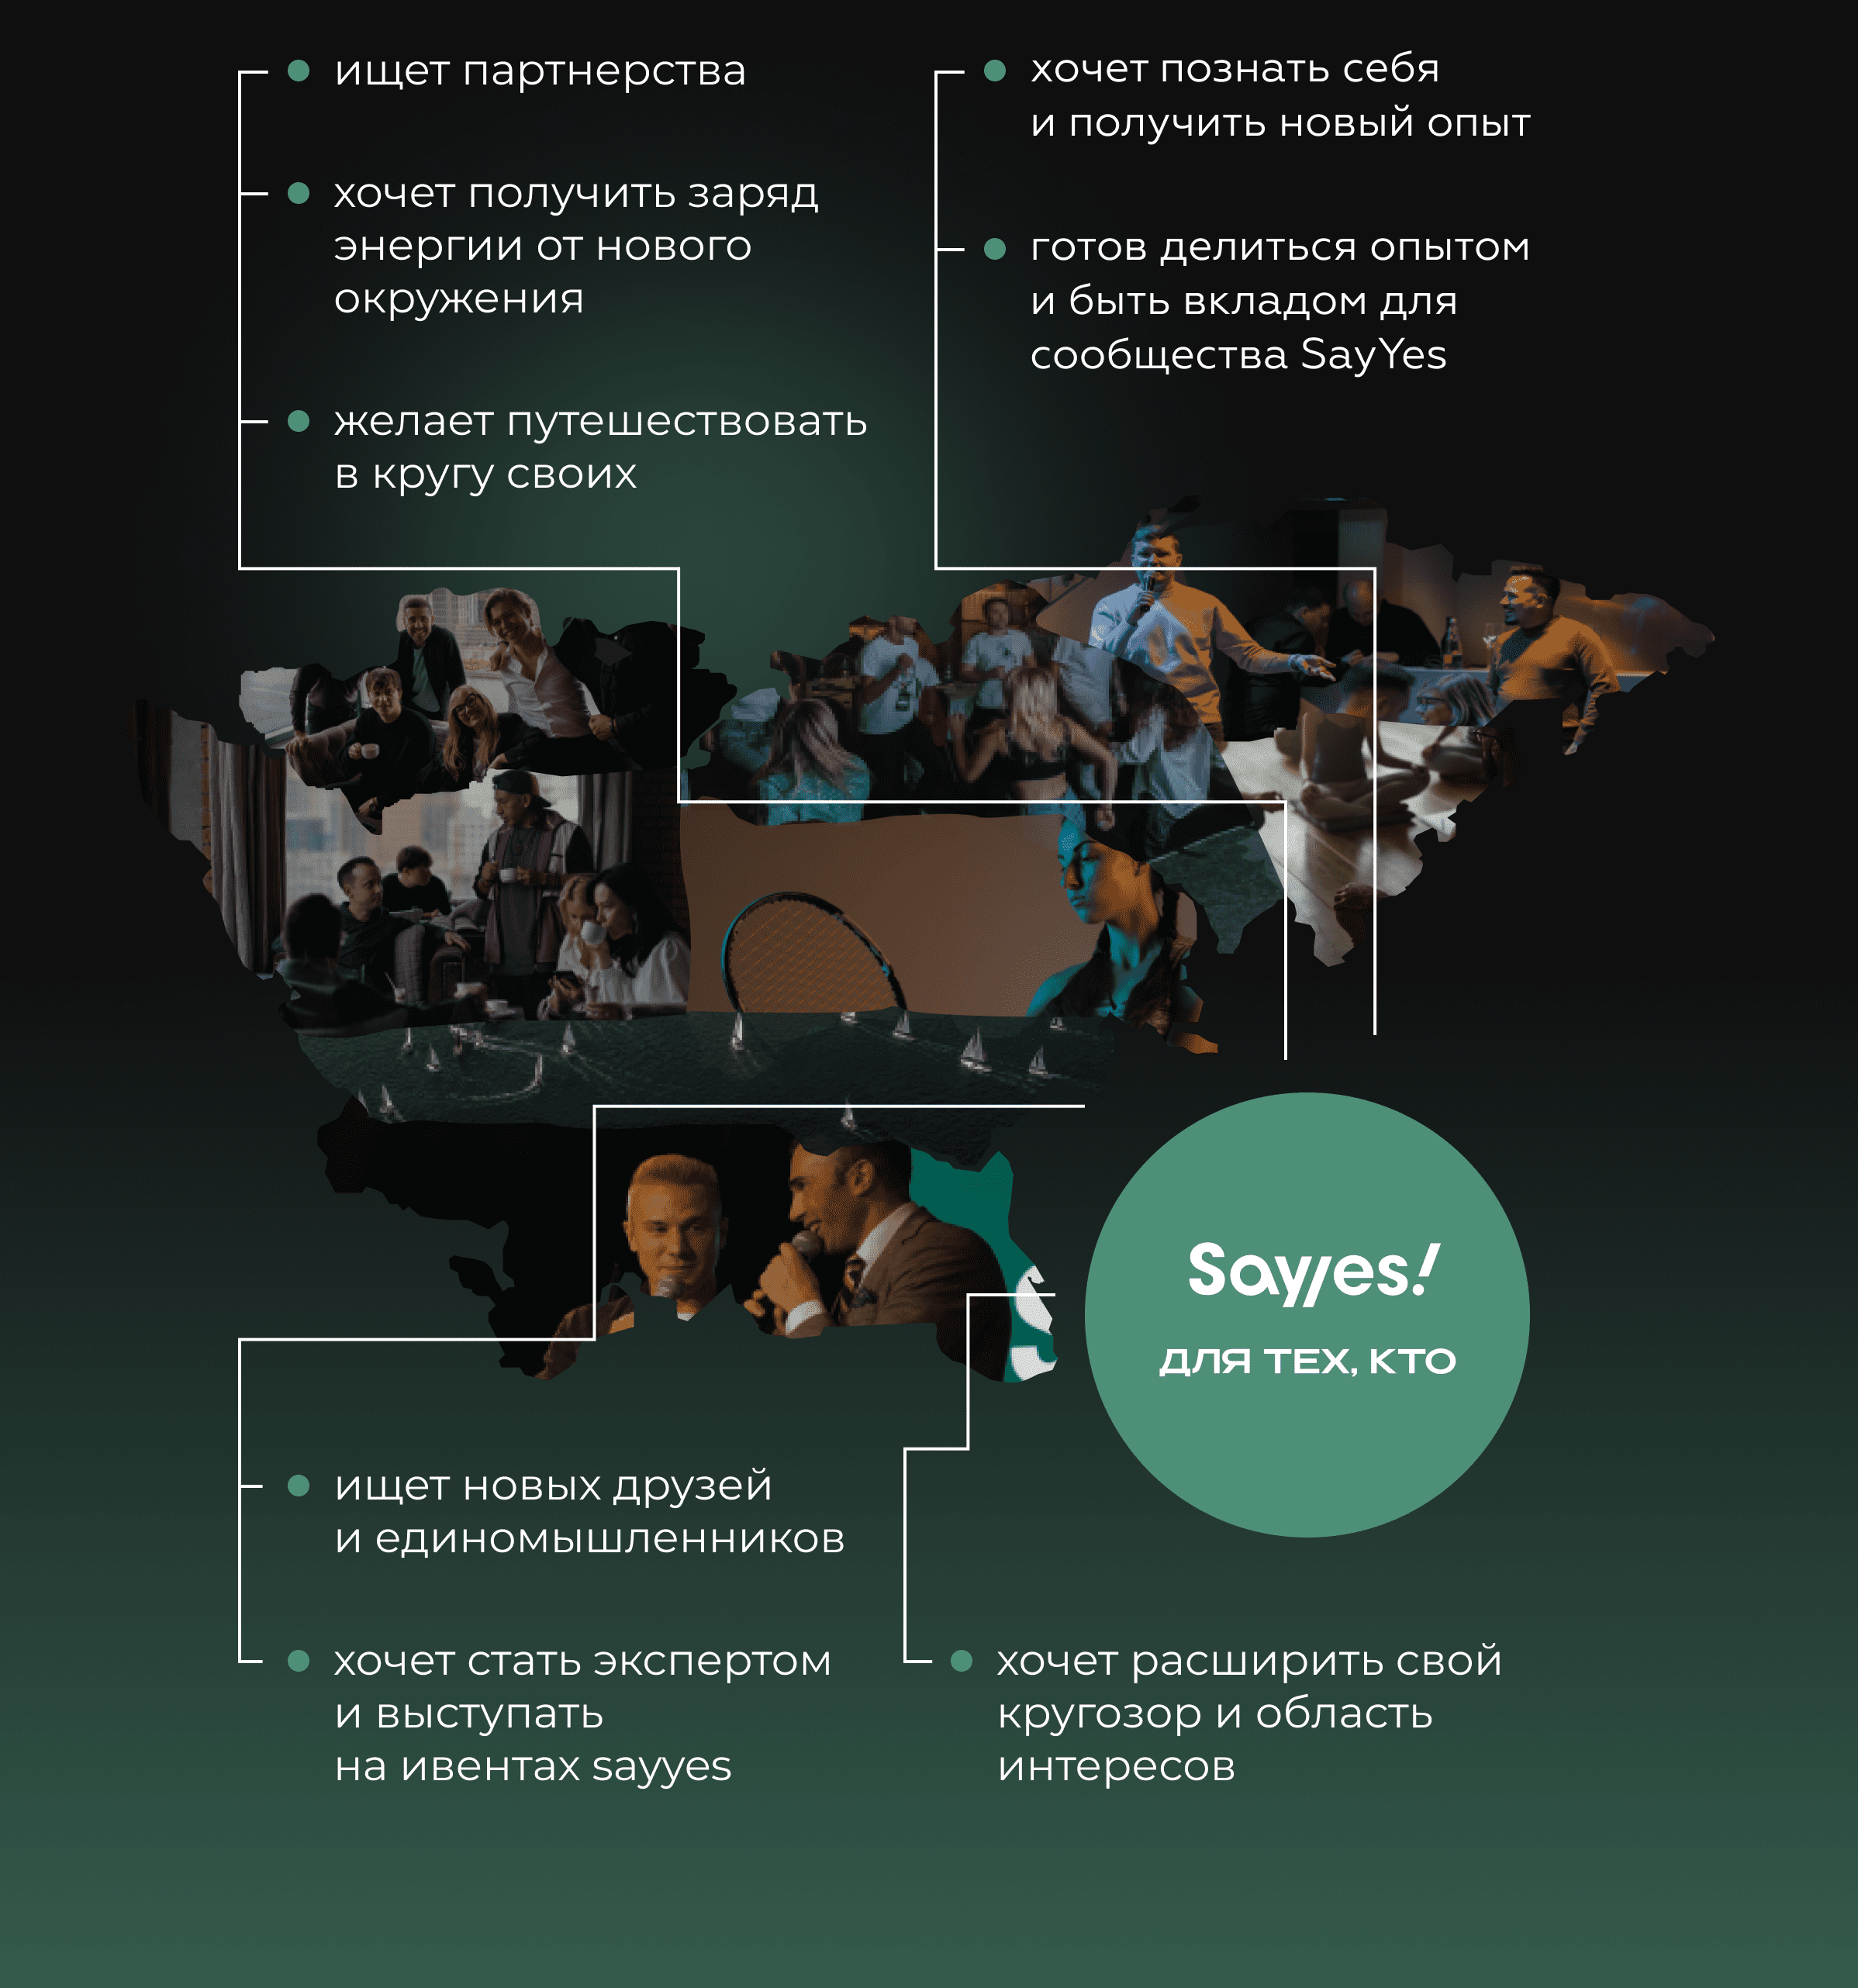 ищет партнерства
хочет получить заряд
энергии от нового
окружения
желает путешествовать
в кругу своих
хочет познать себя
и получить новый опыт
готов делиться опытом
и быть вкладом для
сообщества SayYes
Sayyes!
для тех, кто
ищет новых друзей
и единомышленников
хочет стать экспертом
и выступать
на ивентах sayyes
хочет расширить свой
кругозор и область
интересов